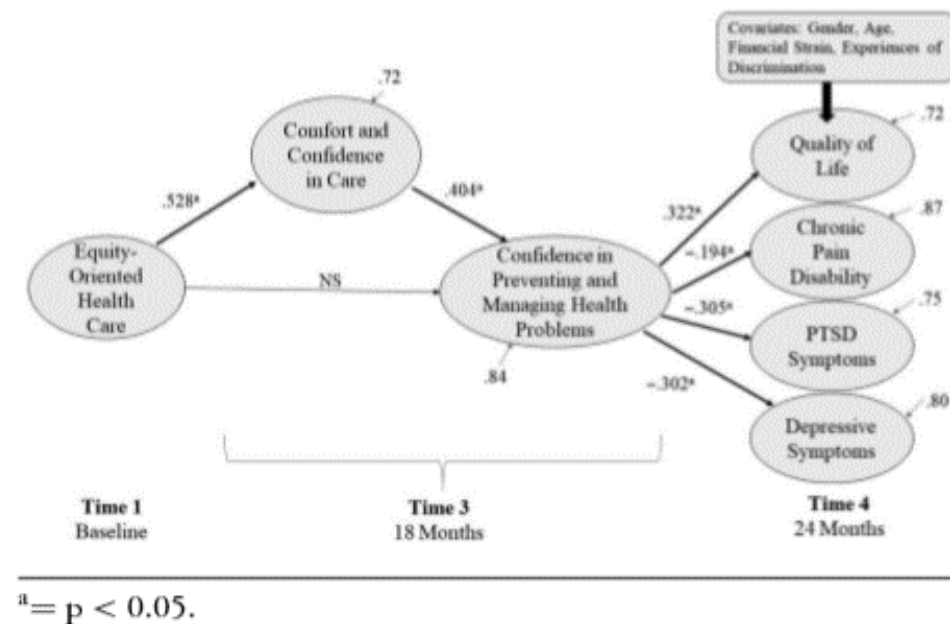 Covariates: Gender, Age,
Financial Strain, Experiences of
Discrimination
.72
.72
Comfort and
Confidence
in Care
Quality of
Life
.528ᵃ
.404ᵃ
.322ᵃ
.87
Equity-
Oriented
Health
Care
NS
Confidence in
Preventing and
Managing Health
Problems
–.194ᵃ
Chronic
Pain
Disability
.75
–.305ᵃ
PTSD
Symptoms
.84
–.302ᵃ
.80
Depressive
Symptoms
Time 1
Baseline
Time 3
18 Months
Time 4
24 Months
ᵃ= p < 0.05.